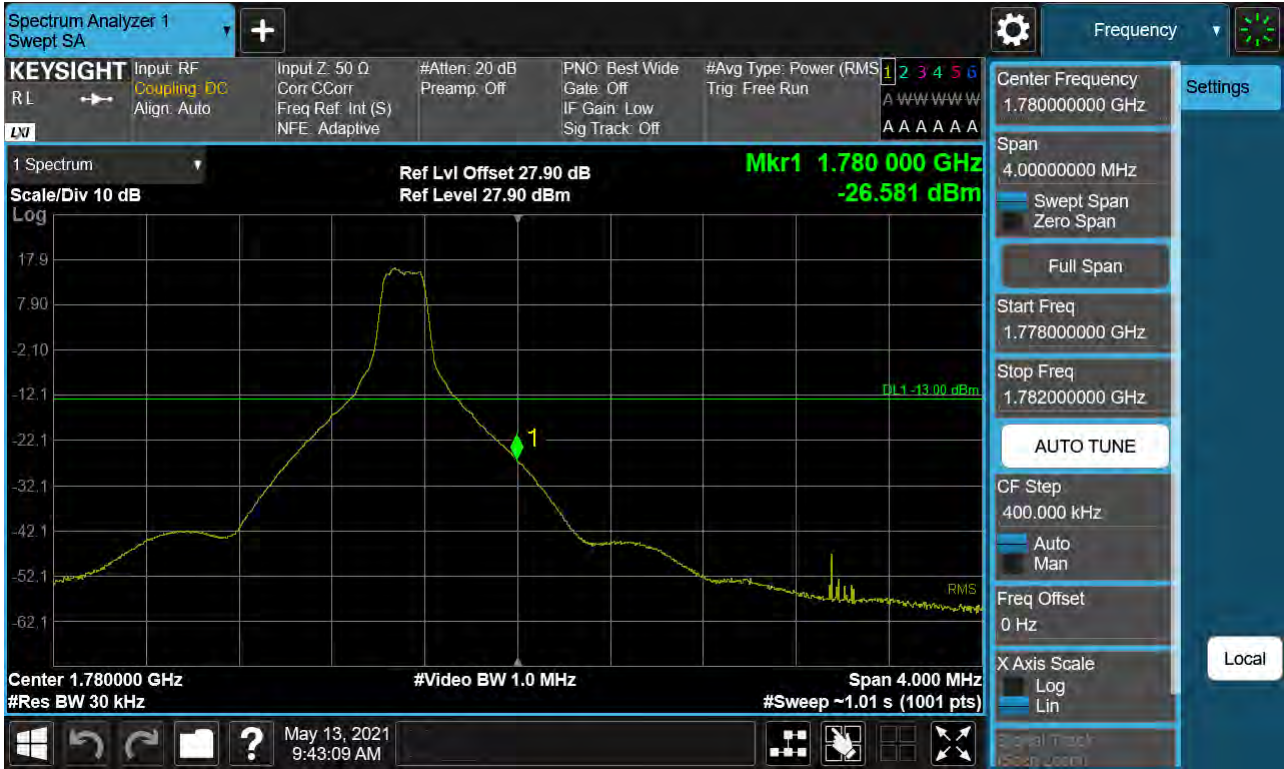 Spectrum Analyzer 1
Swept SA
Frequency
KEYSIGHT
R L
LXI
Input: RF
Coupling: DC
Align: Auto
Input Z: 50 Ω
Corr CCorr
Freq Ref: Int (S)
NFE: Adaptive
#Atten: 20 dB
Preamp: Off
PNO: Best Wide
Gate: Off
IF Gain: Low
Sig Track: Off
#Avg Type: Power (RMS
Trig: Free Run
1 2 3 4 5 6
A W W W W W
A A A A A A
1 Spectrum
Scale/Div 10 dB
Log
Ref Lvl Offset 27.90 dB
Ref Level 27.90 dBm
Mkr1 1.780 000 GHz
-26.581 dBm
17.9
7.90
-2.10
-12.1
-22.1
-32.1
-42.1
-52.1
-62.1
DL1 -13.00 dBm
1
RMS
Center 1.780000 GHz
#Res BW 30 kHz
#Video BW 1.0 MHz
Span 4.000 MHz
#Sweep ~1.01 s (1001 pts)
Center Frequency
1.780000000 GHz
Span
4.00000000 MHz
Swept Span
Zero Span
Full Span
Start Freq
1.778000000 GHz
Stop Freq
1.782000000 GHz
AUTO TUNE
CF Step
400.000 kHz
Auto
Man
Freq Offset
0 Hz
X Axis Scale
Log
Lin
Signal Track
(Span Zoom)
Settings
Local
?
May 13, 2021
9:43:09 AM